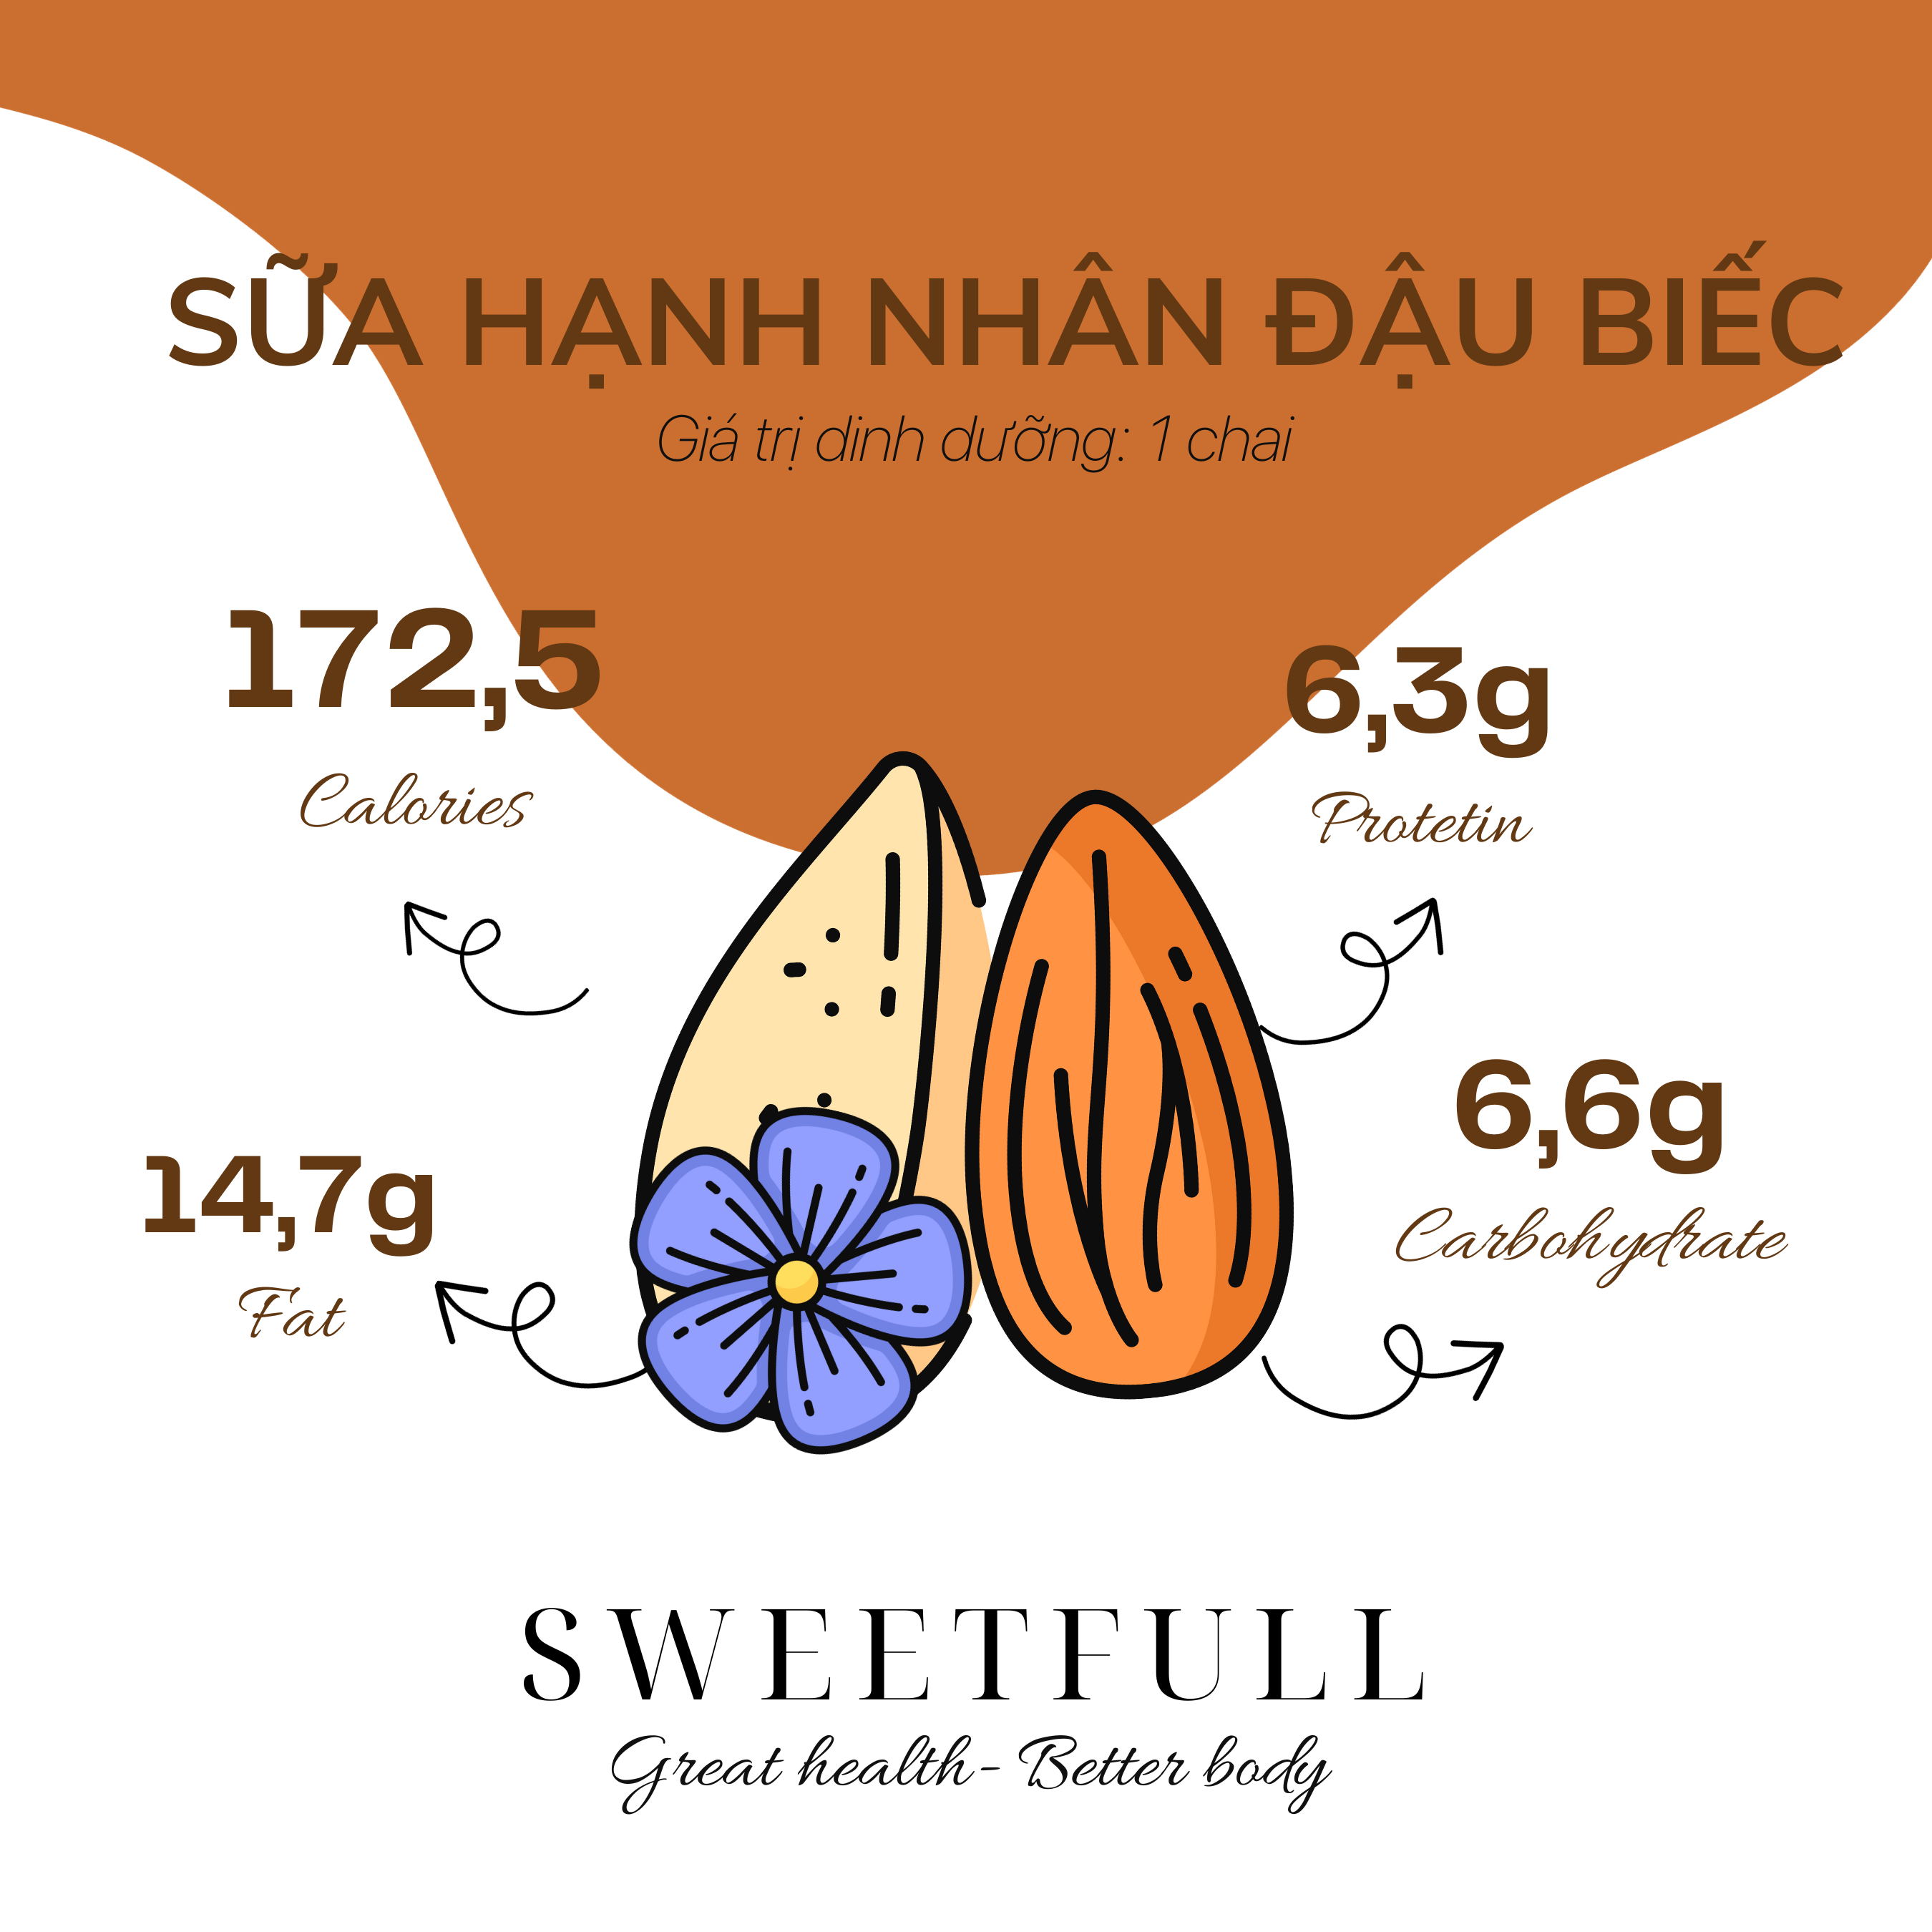 SỮA HẠNH NHÂN ĐẬU BIẾC
Giá trị dinh dưỡng: 1 chai
172,5
Calories
6,3g
Protetin
14,7g
Fat
6,6g
Carbohyphrate
SWEETFULL
Great health - Better body